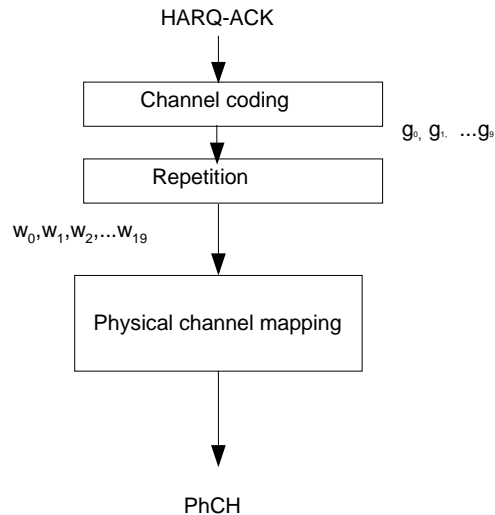 HARQ-ACK
Channel coding
g₀, g₁, ...g₉
Repetition
w₀,w₁,w₂,...w₁₉
Physical channel mapping
PhCH